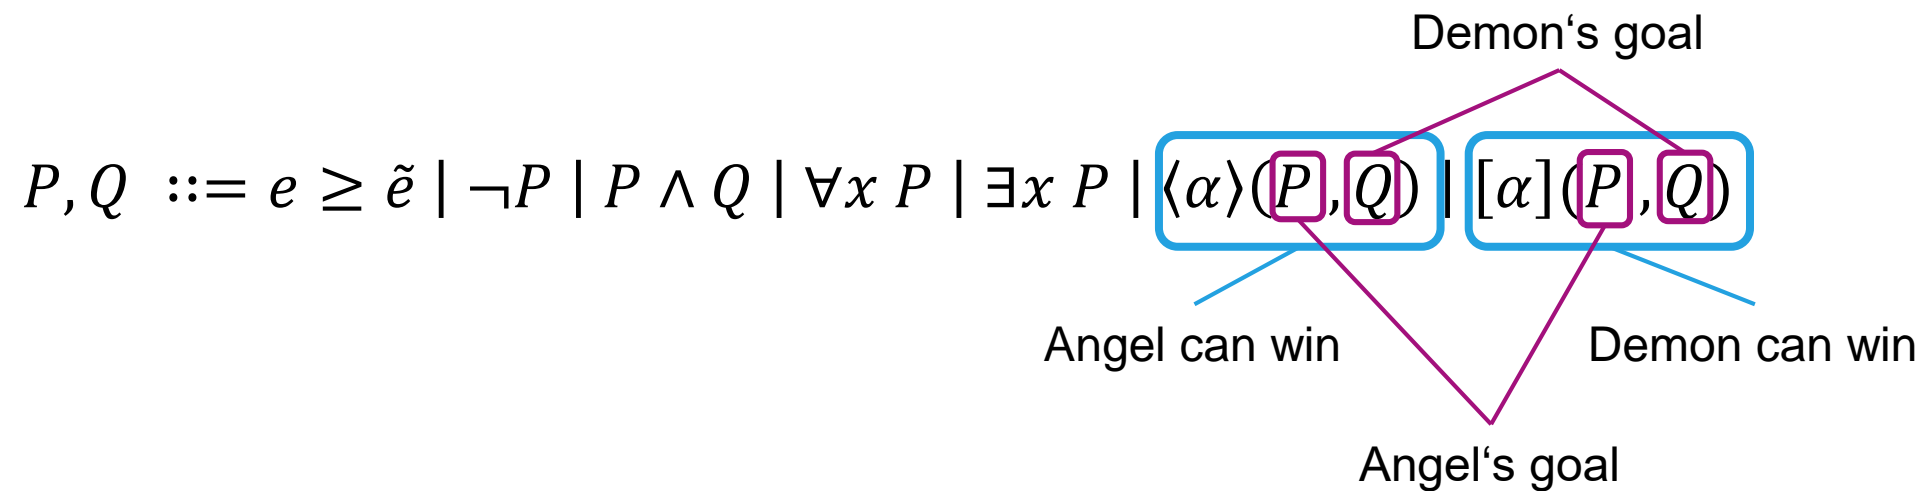 Demon‘s goal
P, Q ::= e ≥ ẽ | ¬P | P ∧ Q | ∀x P | ∃x P | ⟨α⟩(P,Q) | [α](P,Q)
Angel can win
Demon can win
Angel‘s goal